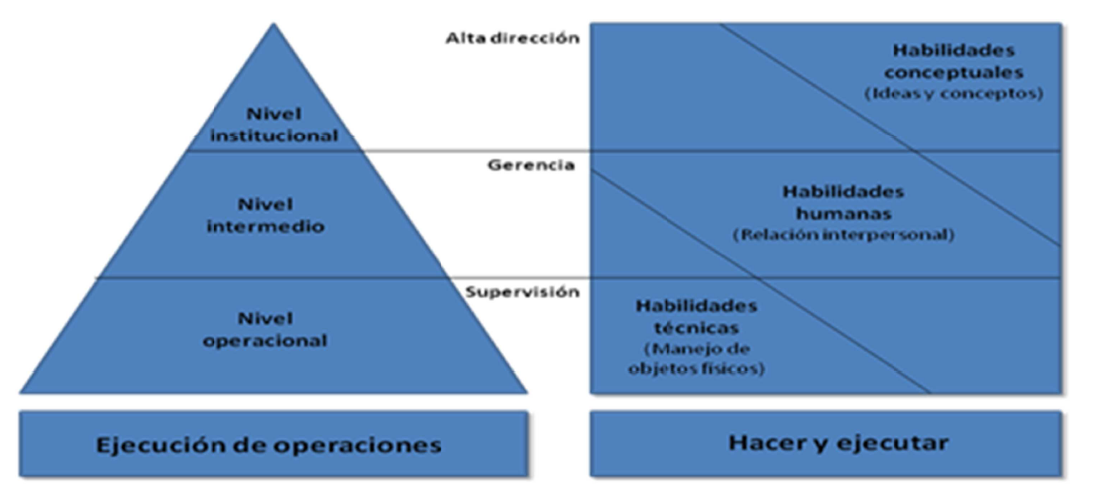 Alta dirección
Habilidades
conceptuales
(Ideas y conceptos)
Nivel
institucional
Gerencia
Habilidades
humanas
(Relación interpersonal)
Nivel
intermedio
Supervisión
Habilidades
técnicas
(Manejo de
objetos físicos)
Nivel
operacional
Ejecución de operaciones
Hacer y ejecutar